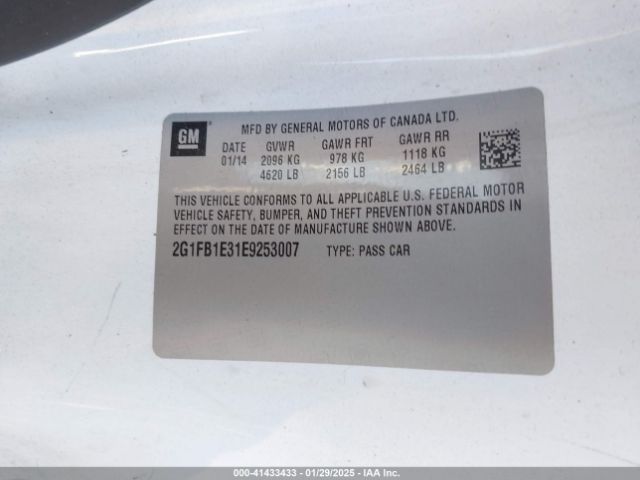 GM
MFD BY GENERAL MOTORS OF CANADA LTD.
DATE GVWR GAWR FRT GAWR RR
01/14 2096 KG 978 KG 1118 KG
4620 LB 2156 LB 2464 LB
THIS VEHICLE CONFORMS TO ALL APPLICABLE U.S. FEDERAL MOTOR
VEHICLE SAFETY, BUMPER, AND THEFT PREVENTION STANDARDS IN
EFFECT ON THE DATE OF MANUFACTURE SHOWN ABOVE.
2G1FB1E31E9253007 TYPE: PASS CAR
000-41433433 - 01/29/2025 - IAA Inc.